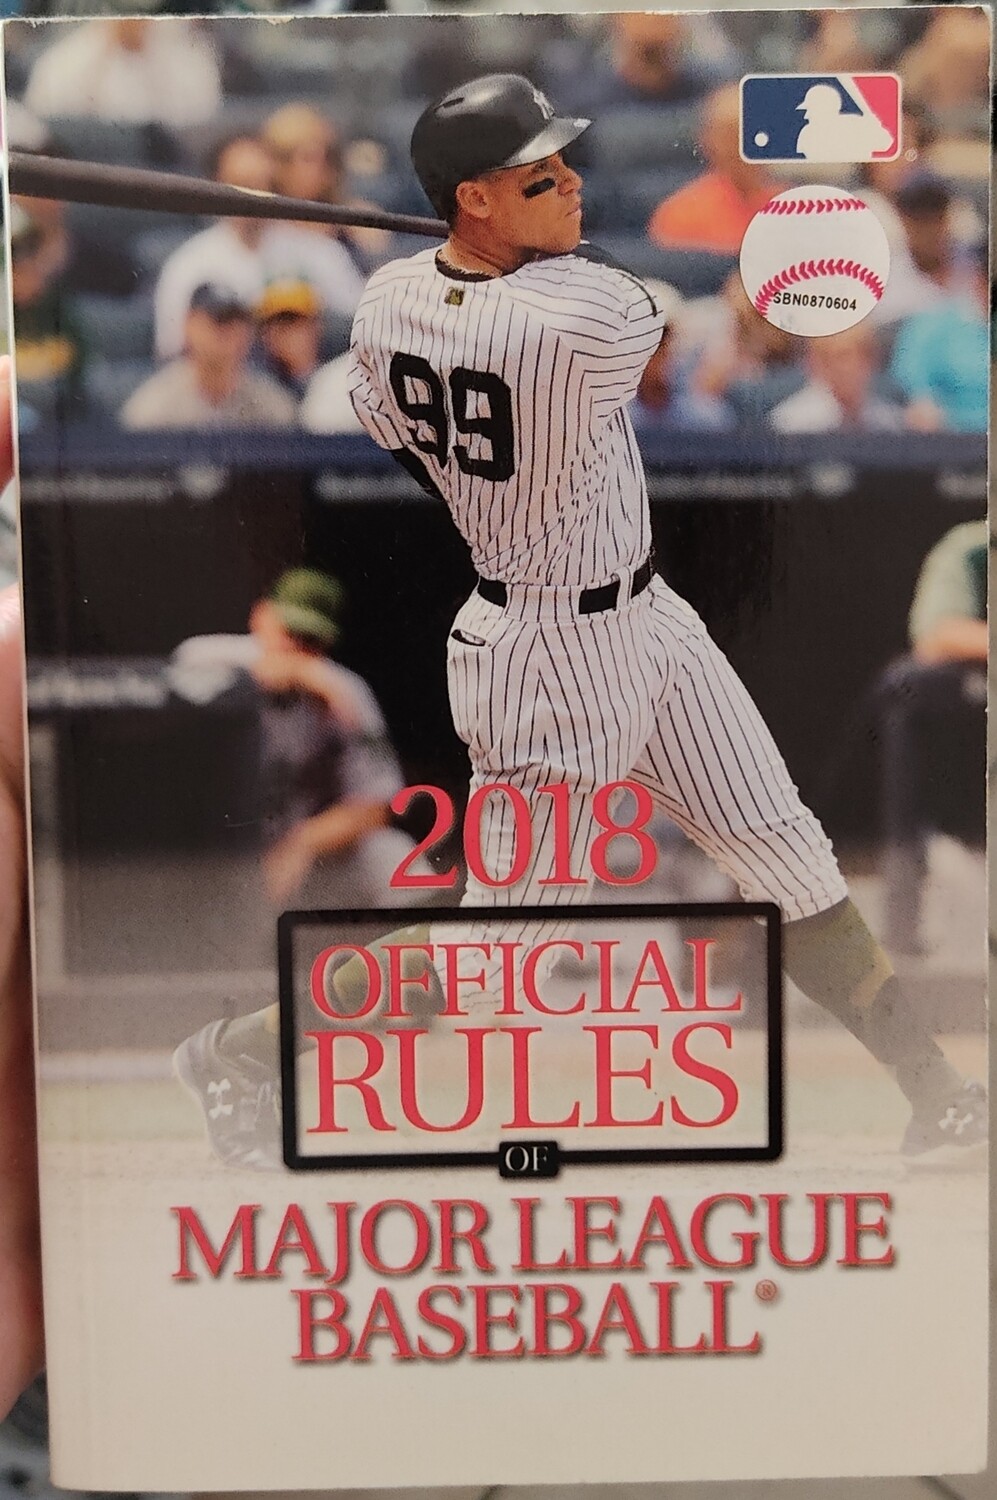 SBN0870604
99
2018
OFFICIAL
RULES
OF
MAJOR LEAGUE
BASEBALL®